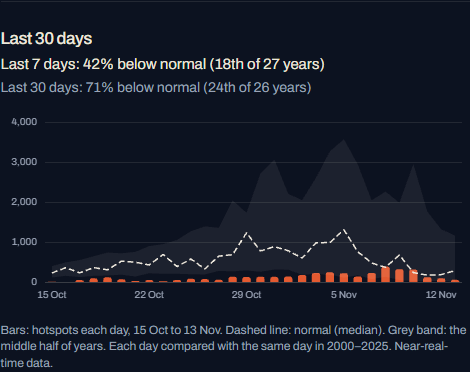 Last 30 days
Last 7 days: 42% below normal (18th of 27 years)
Last 30 days: 71% below normal (24th of 26 years)
4,000
3,000
2,000
1,000
0
15 Oct
22 Oct
29 Oct
5 Nov
12 Nov
Bars: hotspots each day, 15 Oct to 13 Nov. Dashed line: normal (median). Grey band: the
middle half of years. Each day compared with the same day in 2000–2025. Near-real-
time data.